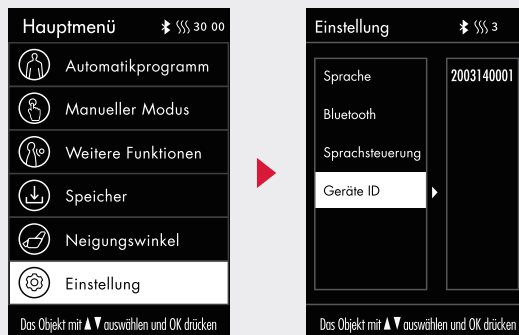 Hauptmenü 30 00
Automatikprogramm
Manueller Modus
Weitere Funktionen
Speicher
Neigungswinkel
Einstellung
Das Objekt mit ▲▼ auswählen und OK drücken
Einstellung 3
Sprache
Bluetooth
Sprachsteuerung
Geräte ID
2003140001
Das Objekt mit ▲▼ auswählen und OK drücken